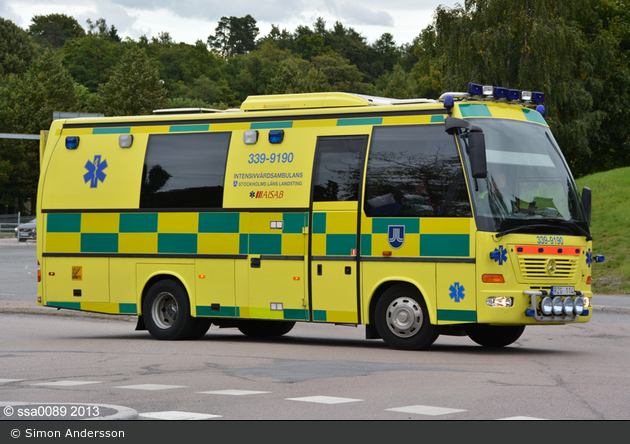 339-9190
INTENSIVVÅRDSAMBULANS
STOCKHOLMS LÄNS LANDSTING
AISAB
339-9190
© ssa0089 2013
© Simon Andersson